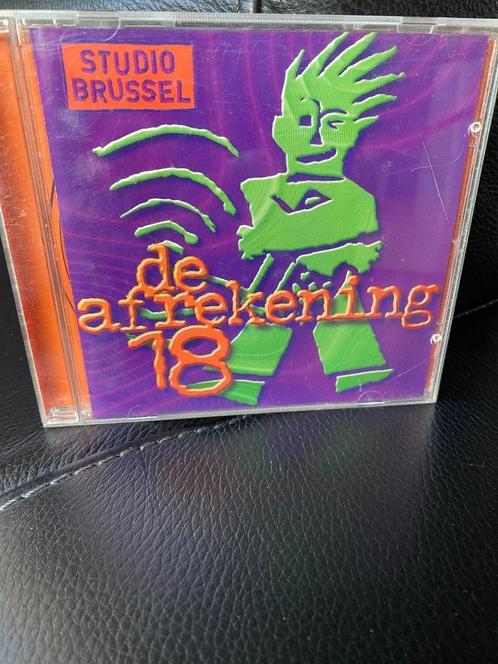 STUDIO
BRUSSEL
de
afrekening
18